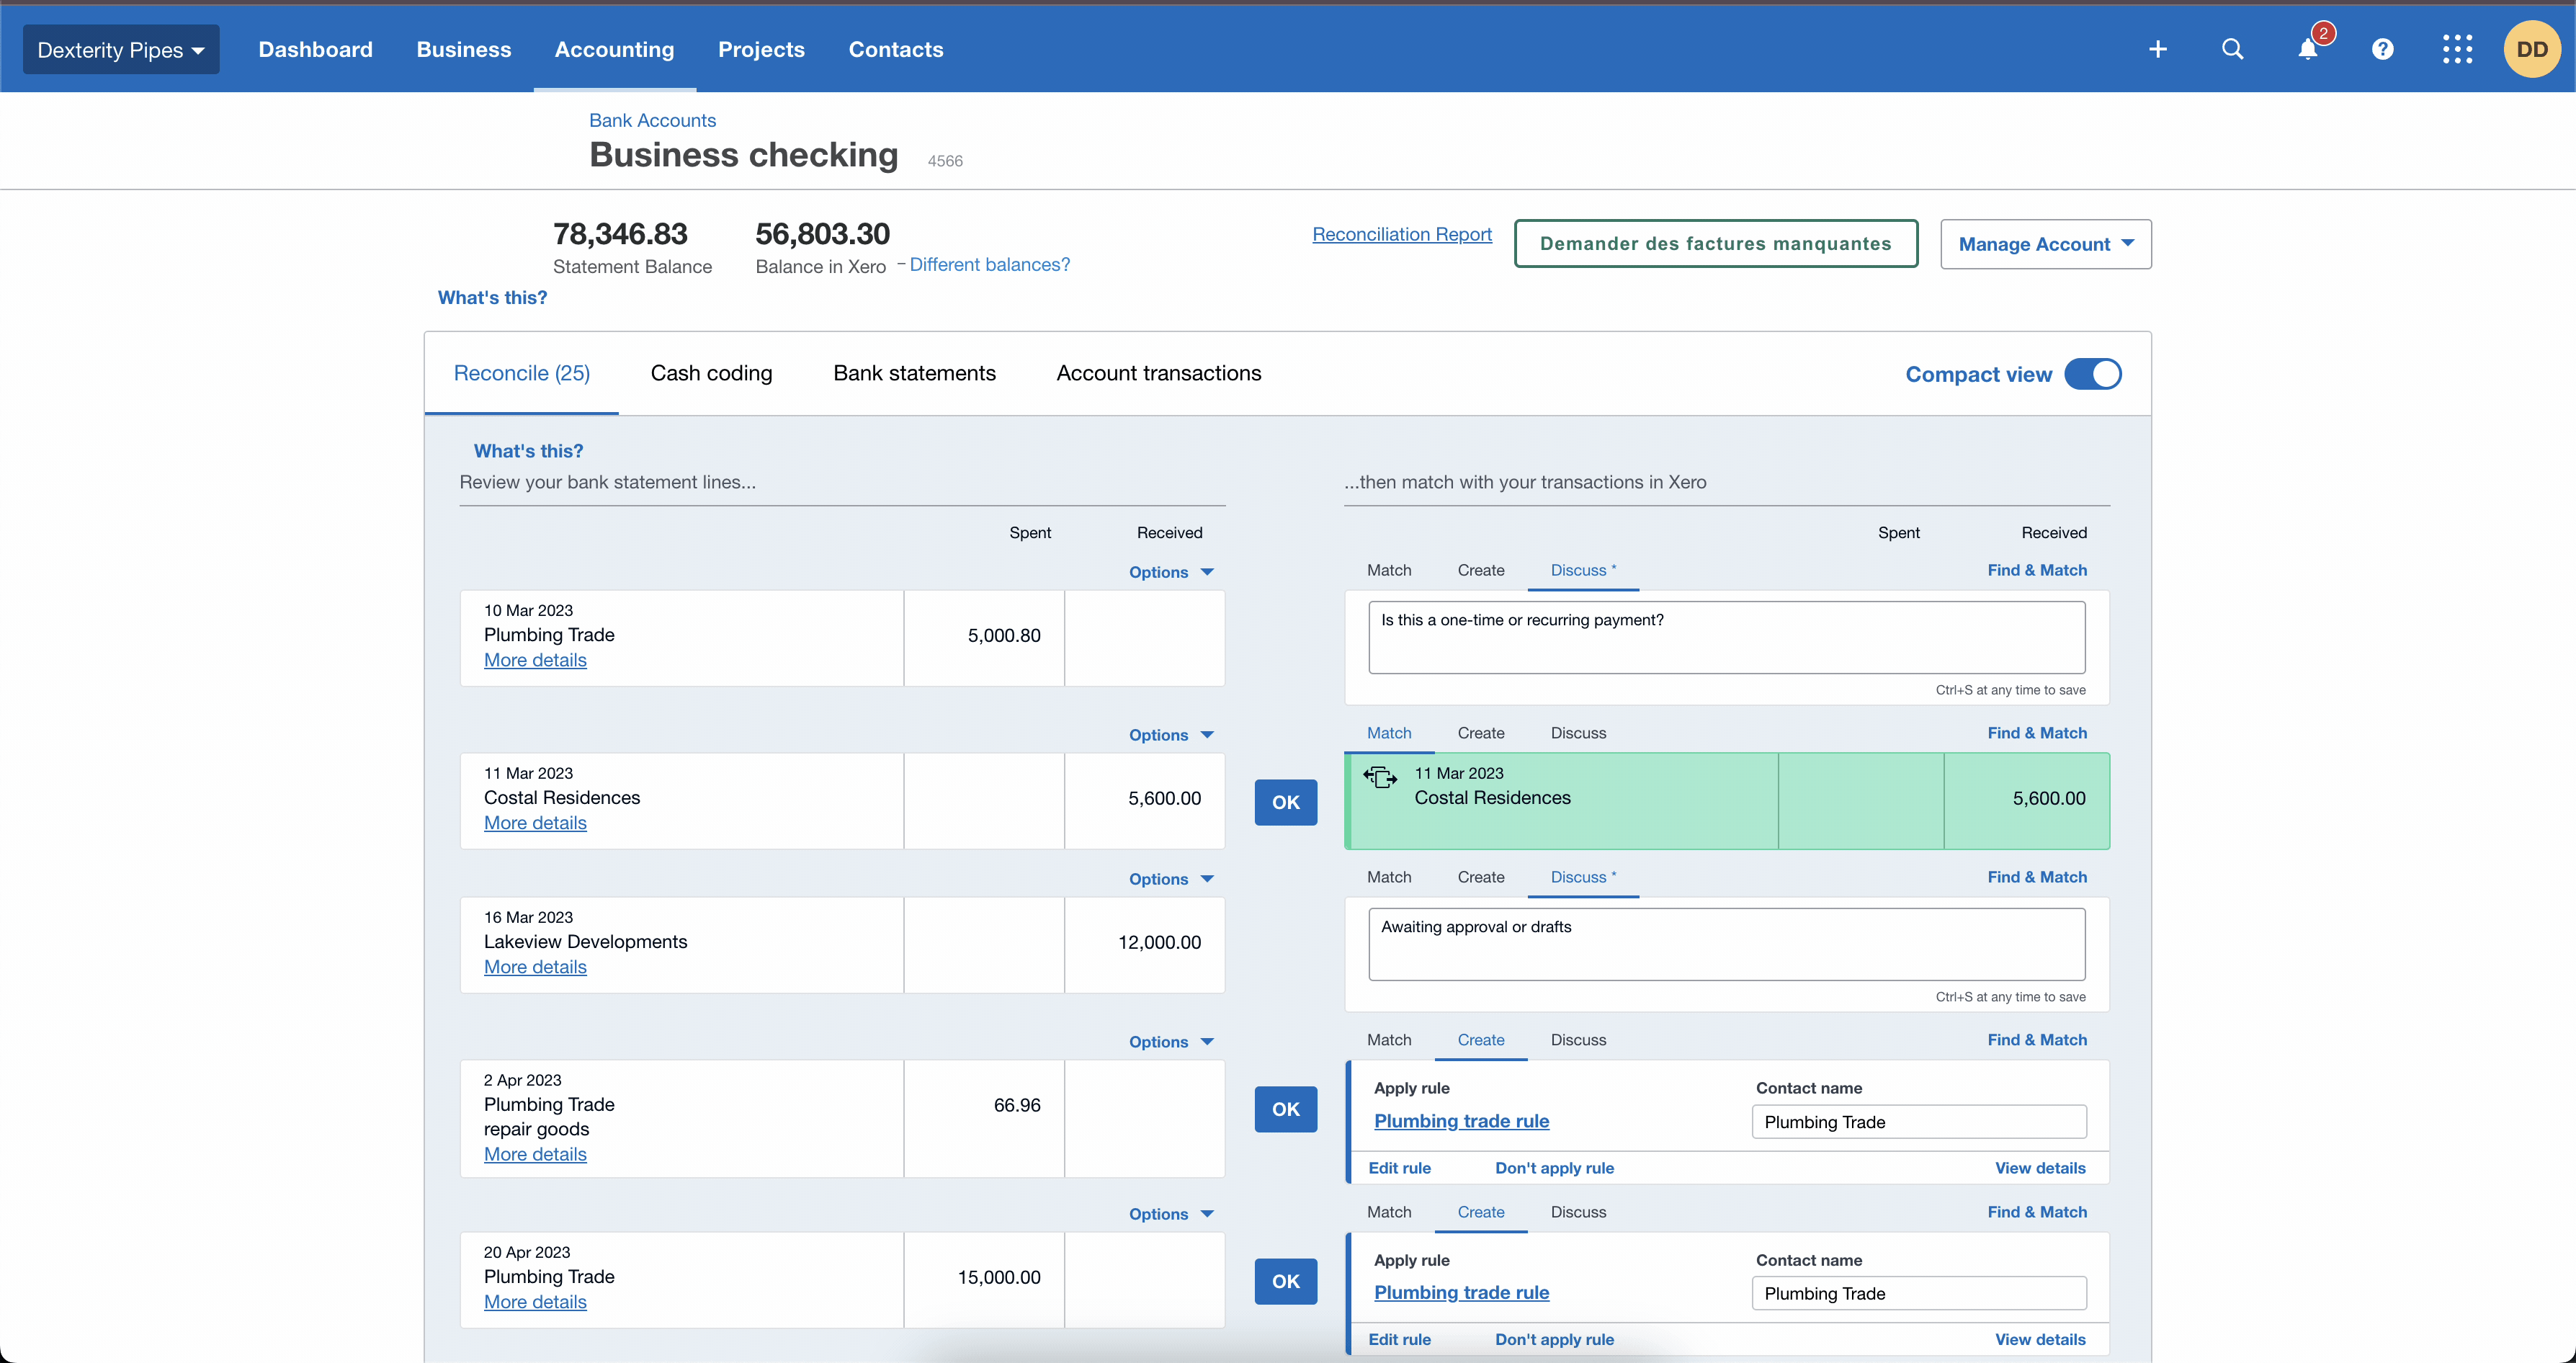 Dexterity Pipes
Dashboard
Business
Accounting
Projects
Contacts
2
DD
Bank Accounts
Business checking 4566
78,346.83
Statement Balance
56,803.30
Balance in Xero
– Different balances?
Reconciliation Report
Demander des factures manquantes
Manage Account
What's this?
Reconcile (25)
Cash coding
Bank statements
Account transactions
Compact view
What's this?
Review your bank statement lines...
...then match with your transactions in Xero
Spent Received
Spent Received
Options
Match Create Discuss * Find & Match
10 Mar 2023
Plumbing Trade
More details
5,000.80
Is this a one-time or recurring payment?
Ctrl+S at any time to save
Options
Match Create Discuss Find & Match
11 Mar 2023
Costal Residences
More details
5,600.00
OK
11 Mar 2023
Costal Residences
5,600.00
Options
Match Create Discuss * Find & Match
16 Mar 2023
Lakeview Developments
More details
12,000.00
Awaiting approval or drafts
Ctrl+S at any time to save
Options
Match Create Discuss Find & Match
2 Apr 2023
Plumbing Trade
repair goods
More details
66.96
OK
Apply rule
Plumbing trade rule
Contact name
Plumbing Trade
Edit rule Don't apply rule View details
Options
Match Create Discuss Find & Match
20 Apr 2023
Plumbing Trade
More details
15,000.00
OK
Apply rule
Plumbing trade rule
Contact name
Plumbing Trade
Edit rule Don't apply rule View details